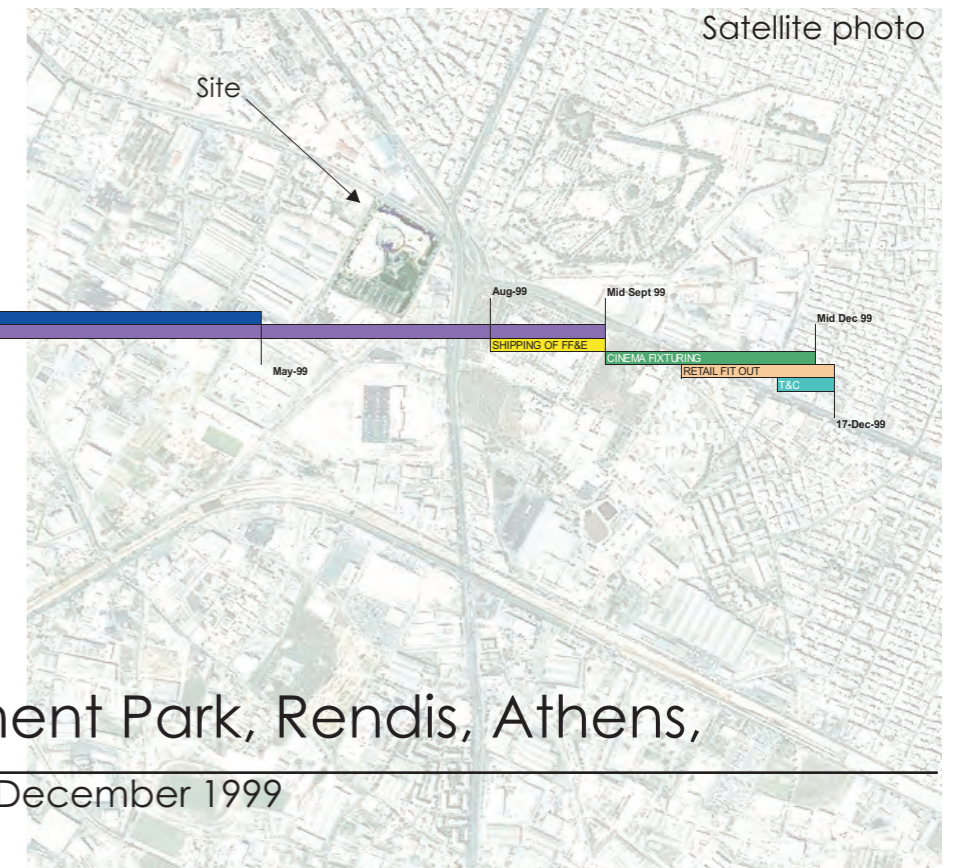 Satellite photo
Site
Aug-99
Mid Sept 99
Mid Dec 99
SHIPPING OF FF&E
CINEMA FIXTURING
May-99
RETAIL FIT OUT
T&C
17-Dec-99
Park, Rendis, Athens,
December 1999